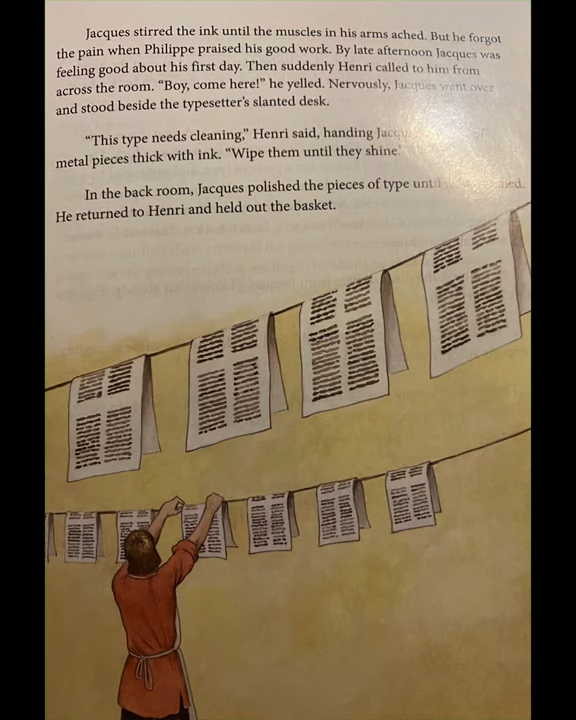 Jacques stirred the ink until the muscles in his arms ached. But he forgot
the pain when Philippe praised his good work. By late afternoon Jacques was
feeling good about his first day. Then suddenly Henri called to him from
across the room. “Boy, come here!” he yelled. Nervously, Jacques went over
and stood beside the typesetter’s slanted desk.
“This type needs cleaning,” Henri said, handing
metal pieces thick with ink. “Wipe them until they shine.
In the back room, Jacques polished the pieces of type until
He returned to Henri and held out the basket.